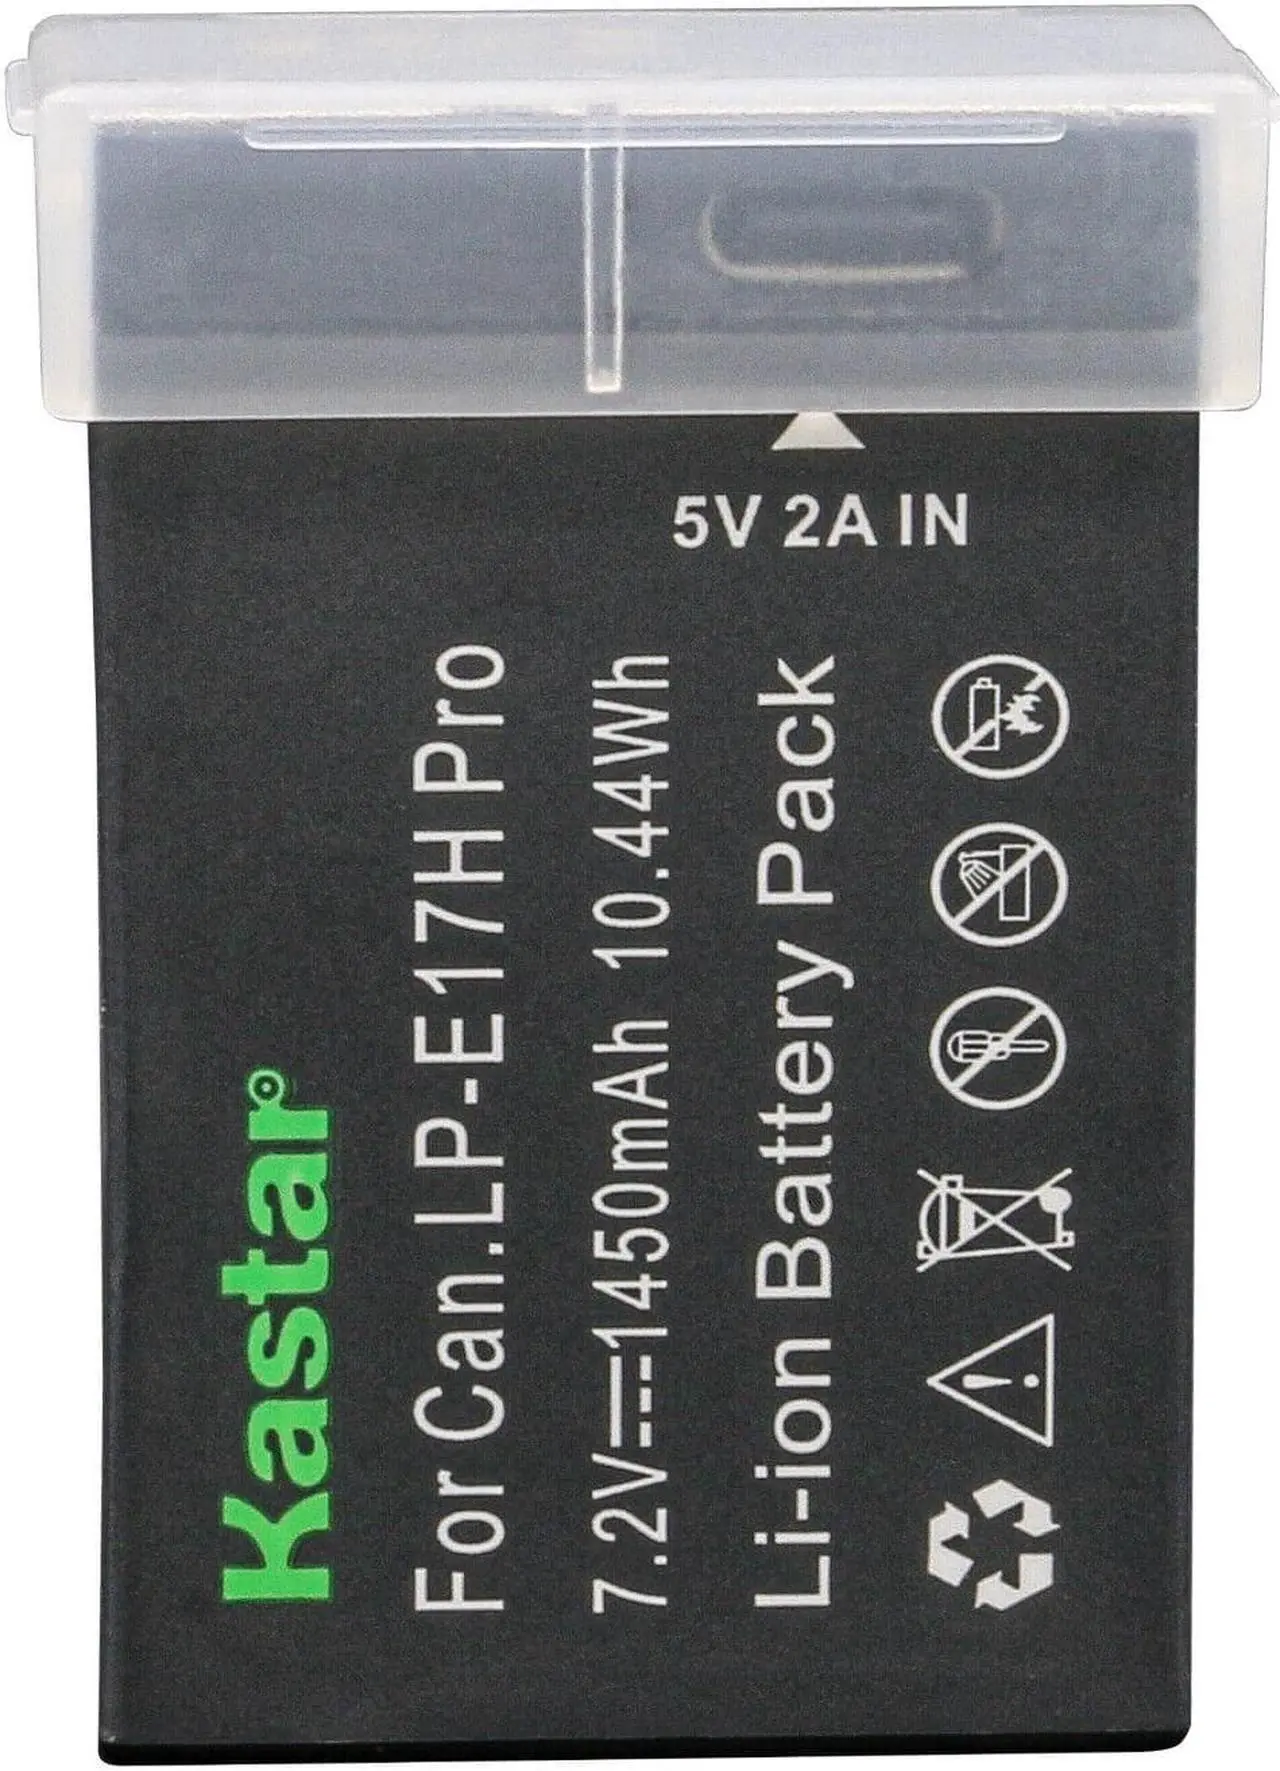 5V 2A IN
Kastar
For Can.LP-E17H Pro
7.2V⎓1450mAh 10.44Wh
Li-ion Battery Pack